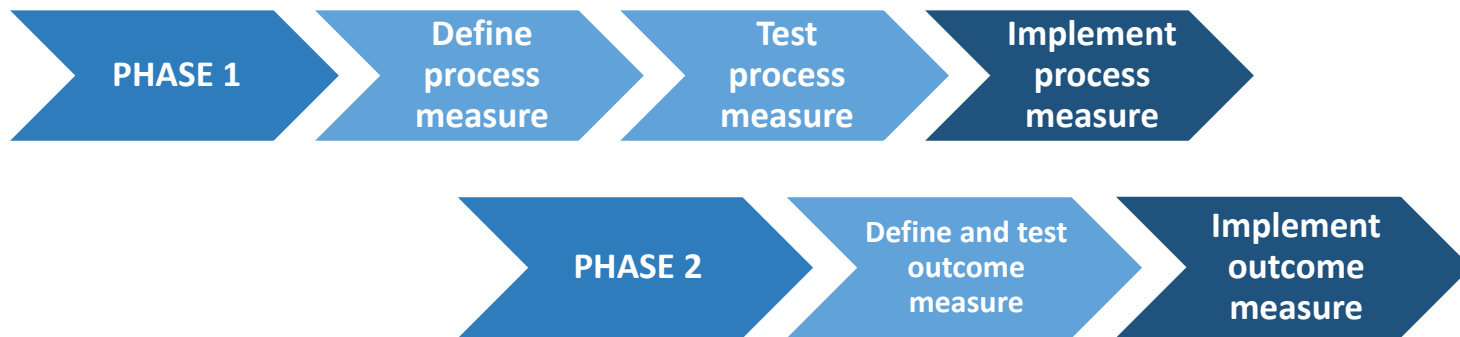 PHASE 1
Define
process
measure
Test
process
measure
Implement
process
measure
PHASE 2
Define and test
outcome
measure
Implement
outcome
measure